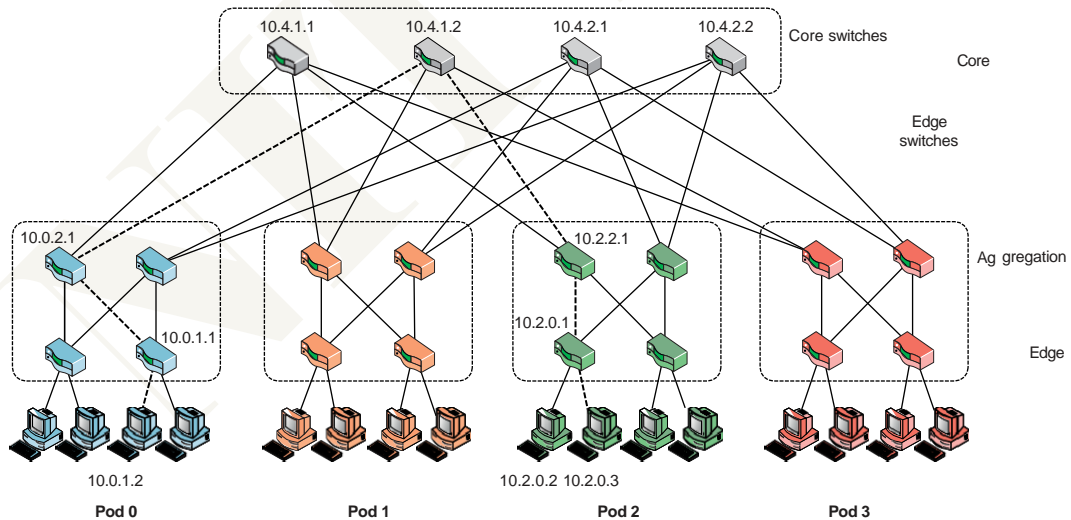 10.4.1.1 10.4.1.2 10.4.2.1 10.4.2.2
Core switches
Core
Edge
switches
10.0.2.1
10.2.2.1
Ag gregation
10.0.1.1
10.2.0.1
Edge
10.0.1.2
10.2.0.2 10.2.0.3
Pod 0 Pod 1 Pod 2 Pod 3